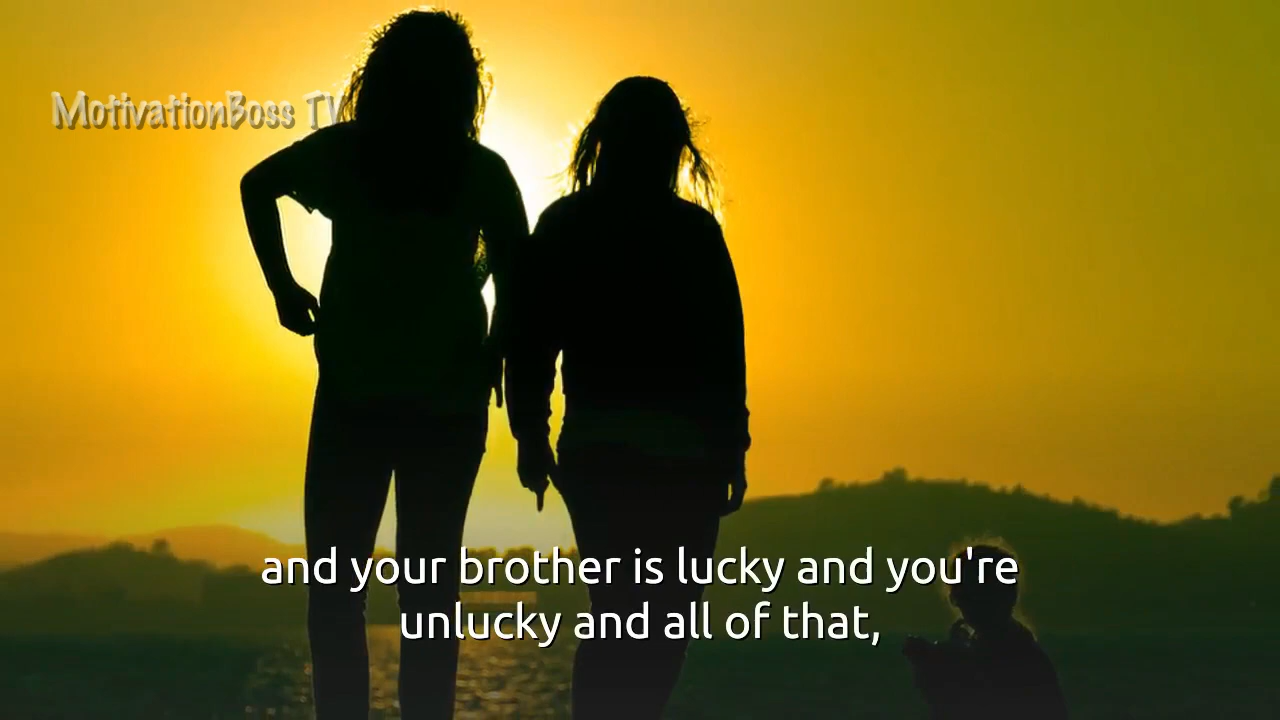 MotivationBoss TV
and your brother is lucky and you're
unlucky and all of that,